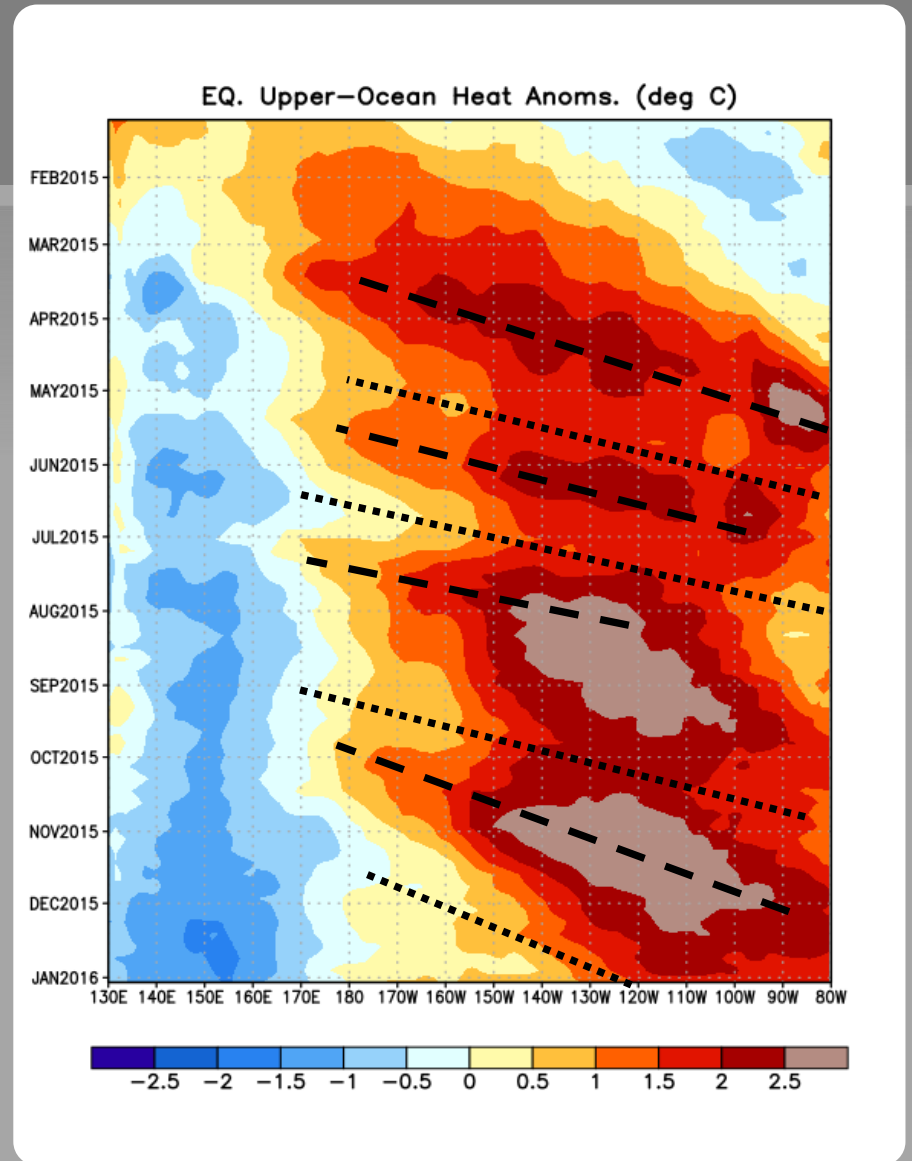 EQ. Upper-Ocean Heat Anoms. (deg C)
FEB2015
MAR2015
APR2015
MAY2015
JUN2015
JUL2015
AUG2015
SEP2015
OCT2015
NOV2015
DEC2015
JAN2016
130E 140E 150E 160E 170E 180 170W 160W 150W 140W 130W 120W 110W 100W 90W 80W
-2.5 -2 -1.5 -1 -0.5 0 0.5 1 1.5 2 2.5